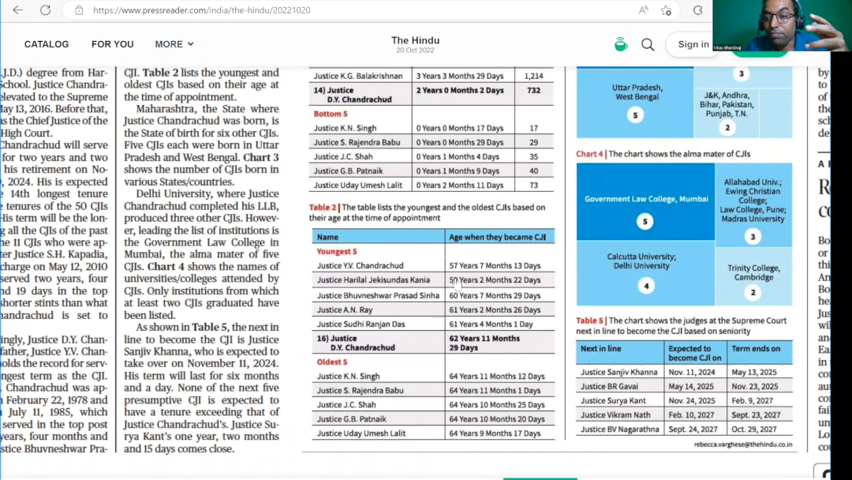 https://www.pressreader.com/india/the-hindu/20221020
CATALOG
FOR YOU
MORE
The Hindu
20 Oct 2022
Sign in
J.D.) degree from Har-
School. Justice Chandra-
elevated to the Supreme
May 13, 2016. Before that,
as the Chief Justice of the
High Court.
Chandrachud will serve
for two years and two
his retirement on No-
, 2024. His is expected
14th longest tenure
tenures of the 50 CJIs
His term will be the lon-
all the CJIs of the past
he 11 CJIs who were ap-
ter Justice S.H. Kapadia,
charge on May 12, 2010
served two years, four
nd 19 days in the top
shorter stints than what
handrachud is set to
ingly, Justice D.Y. Chan-
father, Justice Y.V. Chan-
holds the record for serv-
ngest term as the CJI.
Chandrachud was ap-
February 22, 1978 and
July 11, 1985, which
served in the top post
years, four months and
ustice Bhuvneshwar Pra-
CJI. Table 2 lists the youngest and
oldest CJIs based on their age at
the time of appointment.
Maharashtra, the State where
Justice Chandrachud was born, is
the State of birth for six other CJIs.
Five CJIs each were born in Uttar
Pradesh and West Bengal. Chart 3
shows the number of CJIs born in
various States/countries.
Delhi University, where Justice
Chandrachud completed his LLB,
produced three other CJIs. Howev-
er, leading the list of institutions is
the Government Law College in
Mumbai, the alma mater of five
CJIs. Chart 4 shows the names of
universities/colleges attended by
CJIs. Only institutions from which
at least two CJIs graduated have
been listed.
As shown in Table 5, the next in
line to become the CJI is Justice
Sanjiv Khanna, who is expected to
take over on November 11, 2024.
His term will last for six months
and a day. None of the next five
presumptive CJI is expected to
have a tenure exceeding that of
Justice Chandrachud's. Justice Su-
rya Kant's one year, two months
and 15 days comes close.
Justice K.G. Balakrishnan 3 Years 3 Months 29 Days 1,214
14) Justice
D.Y. Chandrachud 2 Years 0 Months 2 Days 732
Bottom 5
Justice K.N. Singh 0 Years 0 Months 17 Days 17
Justice S. Rajendra Babu 0 Years 0 Months 29 Days 29
Justice J.C. Shah 0 Years 1 Months 4 Days 35
Justice G.B. Patnaik 0 Years 1 Months 9 Days 40
Justice Uday Umesh Lalit 0 Years 2 Months 11 Days 73
Table 2 | The table lists the youngest and the oldest CJIs based on
their age at the time of appointment
Name Age when they became CJI
Youngest 5
Justice Y.V. Chandrachud 57 Years 7 Months 13 Days
Justice Harilal Jekisundas Kania Years 2 Months 22 Days
Justice Bhuvneshwar Prasad Sinha 60 Years 7 Months 29 Days
Justice A.N. Ray 61 Years 2 Months 26 Days
Justice Sudhi Ranjan Das 61 Years 4 Months 1 Day
16) Justice
D.Y. Chandrachud 62 Years 11 Months
29 Days
Oldest 5
Justice K.N. Singh 64 Years 11 Months 12 Days
Justice S. Rajendra Babu 64 Years 11 Months 1 Days
Justice J.C. Shah 64 Years 10 Months 25 Days
Justice G.B. Patnaik 64 Years 10 Months 20 Days
Justice Uday Umesh Lalit 64 Years 9 Months 17 Days
3
Uttar Pradesh,
West Bengal
5
J&K, Andhra,
Bihar, Pakistan,
Punjab, T.N.
2
Chart 4 | The chart shows the alma mater of CJIs
Government Law College, Mumbai
5
Allahabad Univ.;
Ewing Christian
College;
Law College, Pune;
Madras University
3
Calcutta University;
Delhi University
4
Trinity College,
Cambridge
2
Table 5 | The chart shows the judges at the Supreme Court
next in line to become the CJI based on seniority
Next in line Expected to
become CJI on Term ends on
Justice Sanjiv Khanna Nov. 11, 2024 May 13, 2025
Justice BR Gavai May 14, 2025 Nov. 23, 2025
Justice Surya Kant Nov. 24, 2025 Feb. 9, 2027
Justice Vikram Nath Feb. 10, 2027 Sept. 23, 2027
Justice BV Nagarathna Sept. 24, 2027 Oct. 29, 2027
rebecca.varghese@thehindu.co.in